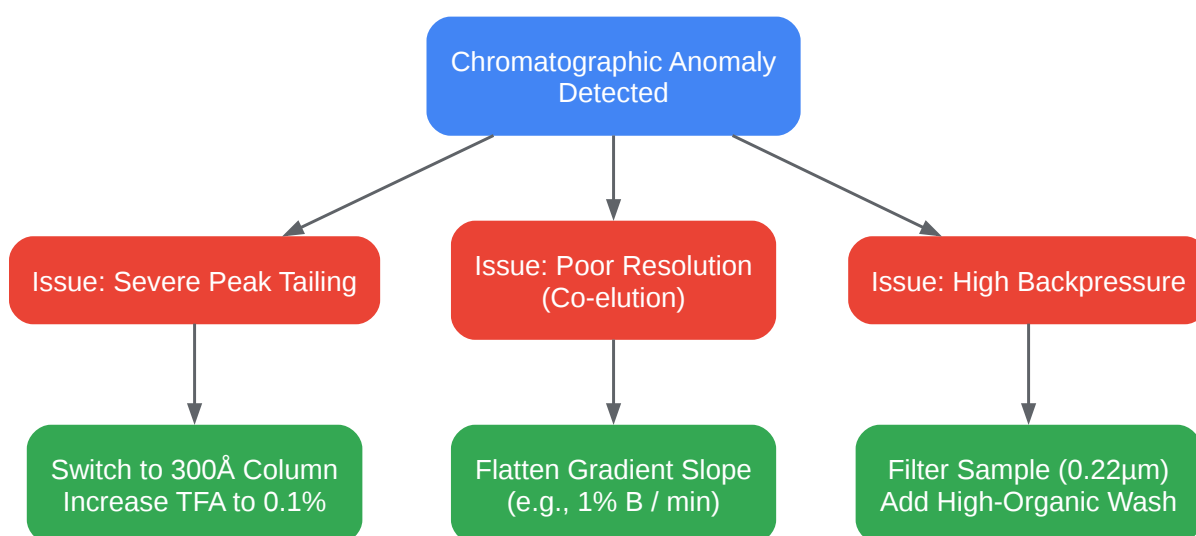 Chromatographic Anomaly
Detected
Issue: Severe Peak Tailing
Issue: Poor Resolution
(Co-elution)
Issue: High Backpressure
Switch to 300Å Column
Increase TFA to 0.1%
Flatten Gradient Slope
(e.g., 1% B / min)
Filter Sample (0.22µm)
Add High-Organic Wash